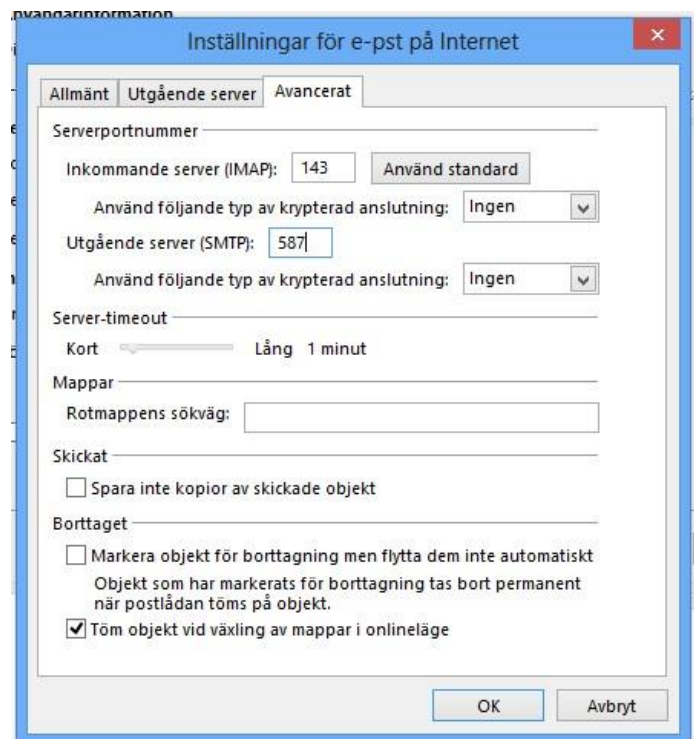 Inställningar för e-pst på Internet
Allmänt Utgående server Avancerat
Serverportnummer
Inkommande server (IMAP): 143 Använd standard
Använd följande typ av krypterad anslutning: Ingen
Utgående server (SMTP): 587
Använd följande typ av krypterad anslutning: Ingen
Server-timeout
Kort Lång 1 minut
Mappar
Rotmappens sökväg:
Skickat
Spara inte kopior av skickade objekt
Borttaget
Markera objekt för borttagning men flytta dem inte automatiskt
Objekt som har markerats för borttagning tas bort permanent
när postlådan töms på objekt.
Töm objekt vid växling av mappar i onlineläge
OK Avbryt